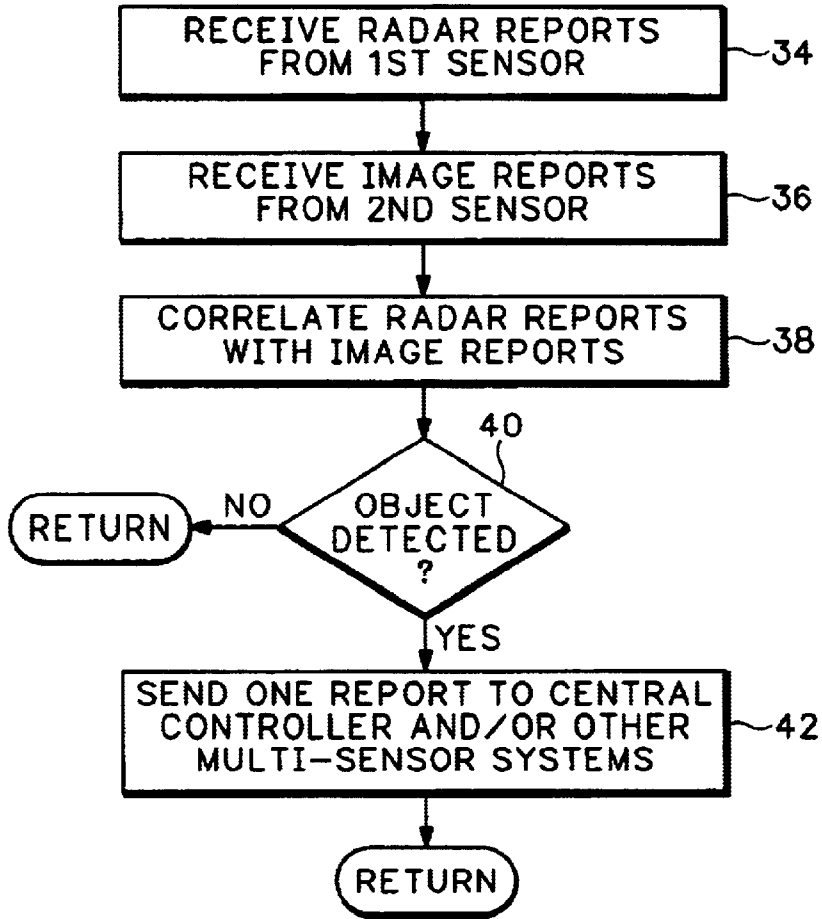 RECEIVE RADAR REPORTS
FROM 1ST SENSOR
34
RECEIVE IMAGE REPORTS
FROM 2ND SENSOR
36
CORRELATE RADAR REPORTS
WITH IMAGE REPORTS
38
40
OBJECT
DETECTED
?
NO
RETURN
YES
SEND ONE REPORT TO CENTRAL
CONTROLLER AND/OR OTHER
MULTI-SENSOR SYSTEMS
42
RETURN